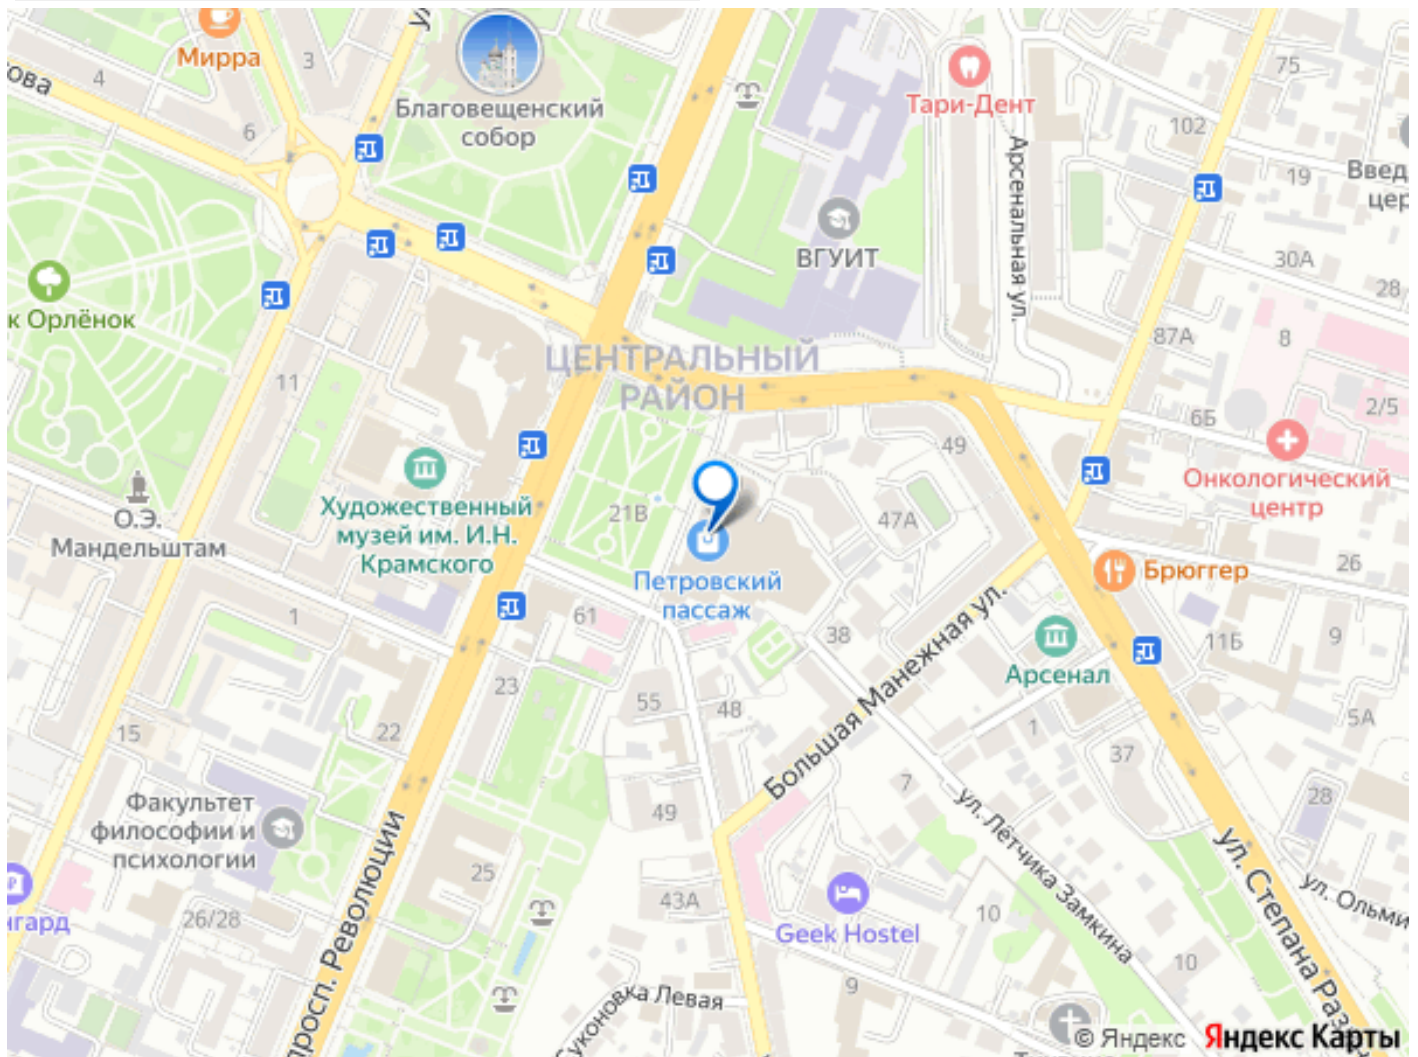 Мирра
3
4
ова
6
Благовещенский
собор
Тари-Дент
75
102
19
Введ
цер
Арсенальная ул.
ВГУИТ
30А
28
к Орлёнок
ЦЕНТРАЛЬНЫЙ
РАЙОН
87А
8
2/5
11
6Б
49
Онкологический
центр
Художественный
музей им. И.Н.
Крамского
21В
47А
О.Э.
Мандельштам
Петровский
пассаж
Брюггер
26
1
61
38
Большая Манежная ул.
Арсенал
11Б
9
23
55
48
1
5А
15
22
37
7
28
Факультет
философии и
психологии
49
ул. Лётчика Замкина
ул. Степана Раз
просп. Революции
25
43А
ул. Ольми
нгард
26/28
Geek Hostel
10
10
9
Буконовка Левая
© Яндекс Яндекс Карты